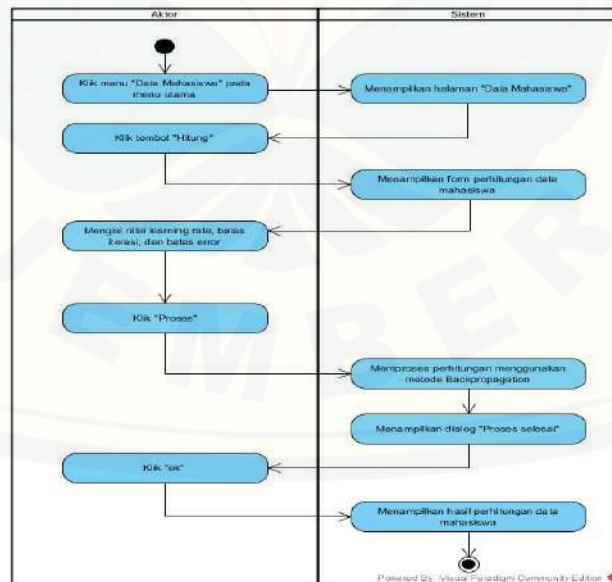 Aktor
Sistem
Klik menu "Data Mahasiswa" pada
menu utama
Menampilkan halaman "Data Mahasiswa"
Klik tombol "Hitung"
Menampilkan form perhitungan data
mahasiswa
Mengisi nilai learning rate, batas
iterasi, dan batas error
Klik "Proses"
Memproses perhitungan menggunakan
metode Backpropagation
Menampilkan dialog "Proses selesai"
Klik "ok"
Menampilkan hasil perhitungan data
mahasiswa
Powered By: Visual Paradigm Community Edition
JEMBER